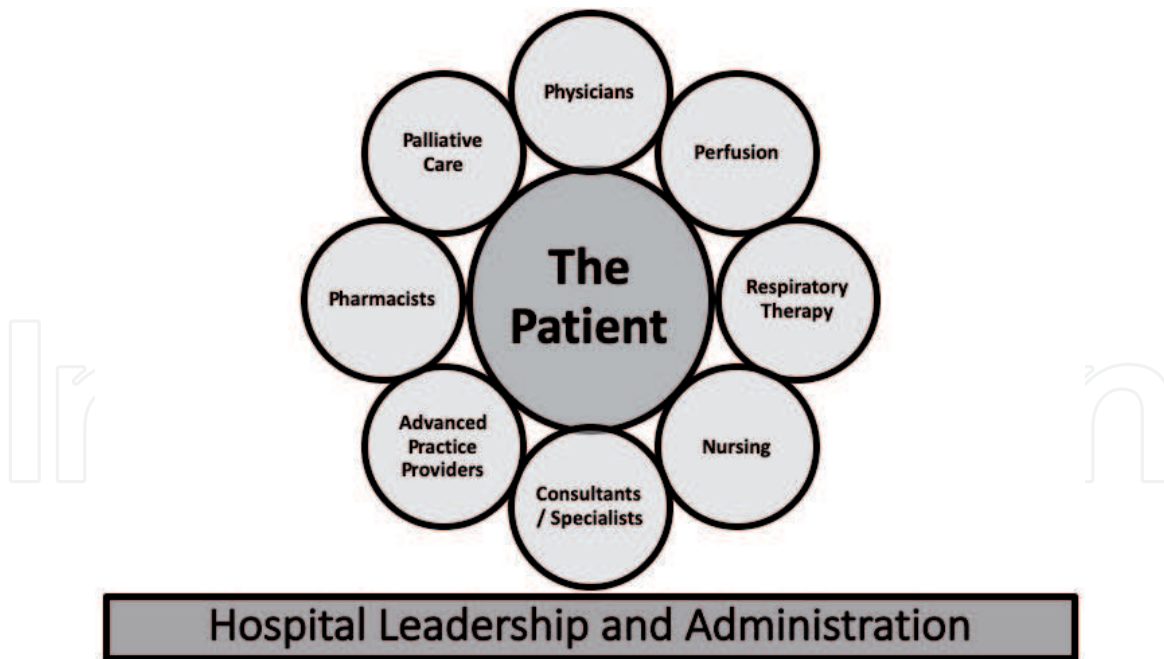 Physicians
Perfusion
Respiratory
Therapy
Nursing
Consultants
/ Specialists
Advanced
Practice
Providers
Pharmacists
Palliative
Care
The
Patient
Hospital Leadership and Administration